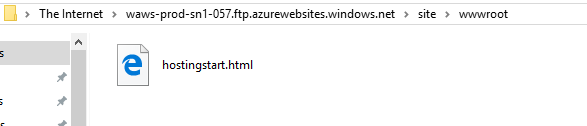 The Internet > waws-prod-sn1-057.ftp.azurewebsites.windows.net > site > wwwroot
hostingstart.html